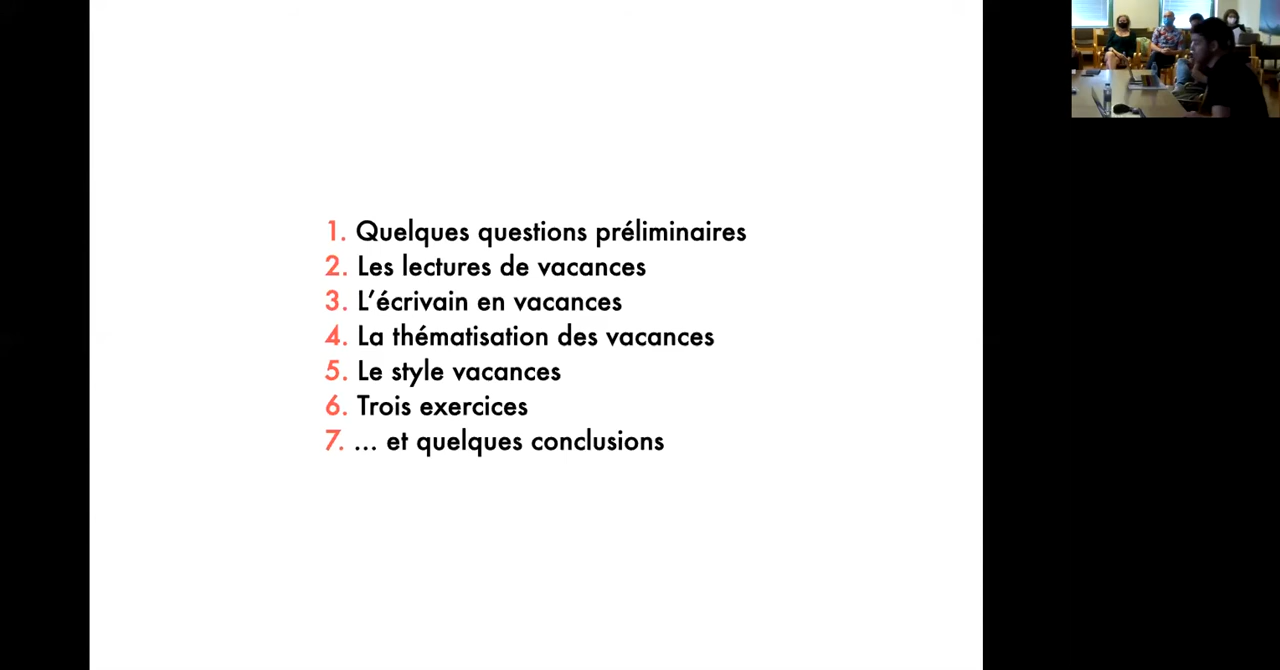 1. Quelques questions préliminaires
2. Les lectures de vacances
3. L’écrivain en vacances
4. La thématisation des vacances
5. Le style vacances
6. Trois exercices
7. ... et quelques conclusions